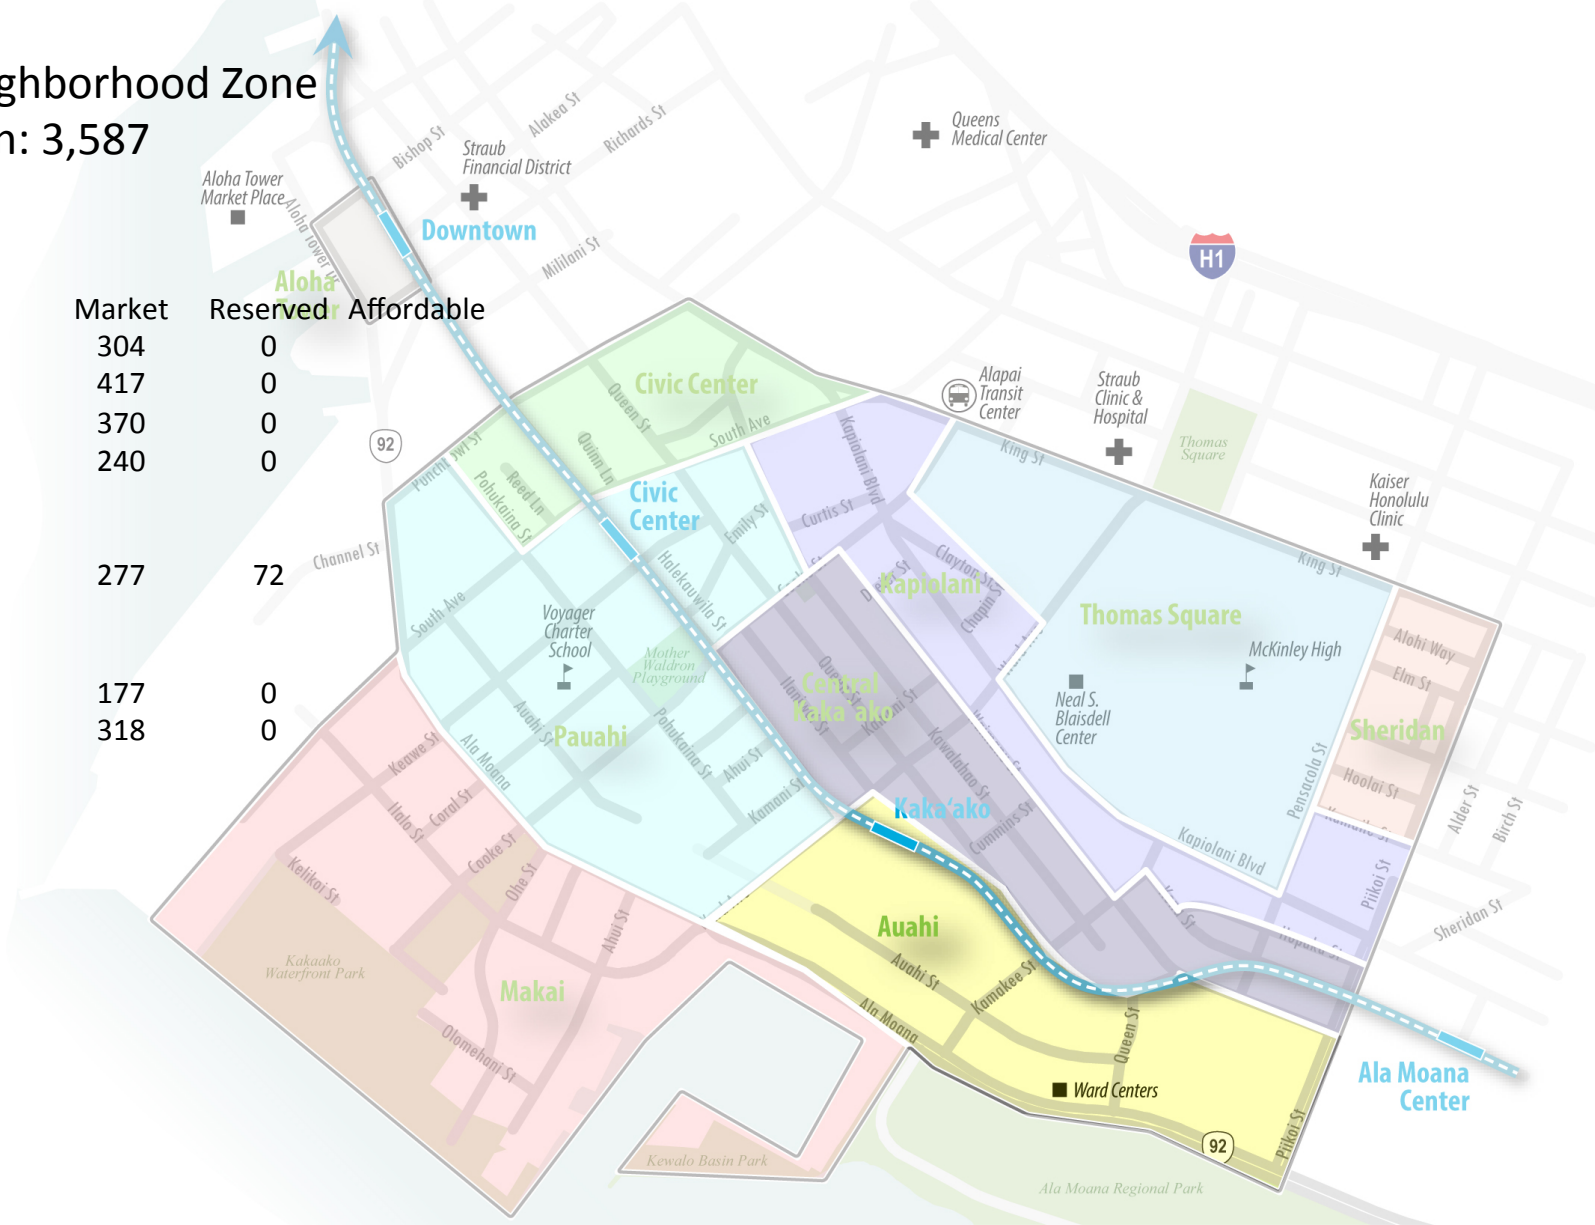 ghborhood Zone
n: 3,587
Market Reserved Affordable
304 0
417 0
370 0
240 0
277 72
177 0
318 0
Aloha Tower
Market Place
Aloha
Bishop St
Alakea St
Richards St
Straub
Financial District
Downtown
Mililani St
Queens
Medical Center
H1
92
Channel St
Civic Center
Queen St
South Ave
Quinn Ln
Reed Ln
Pohukaina St
Civic
Center
Emily St
Halekauwila St
Kapiolani Blvd
Curtis St
Clayton St
Chapin St
Kapiolani
Alapai
Transit
Center
Straub
Clinic &
Hospital
Thomas
Square
Kaiser
Honolulu
Clinic
King St
King St
Thomas Square
McKinley High
Neal S.
Blaisdell
Center
Pensacola St
Kapiolani Blvd
Alohi Way
Elm St
Sheridan
Hoolai St
Alder St
Birch St
Piikoi St
Sheridan St
South Ave
Voyager
Charter
School
Mother
Waldron
Playground
Auahi St
Pauahi
Pohukaina St
Ahui St
Kamani St
Ala Moana
Central
Kaka‘ako
Kawaiahao St
Cummins St
Kaka‘ako
Keawe St
Coral St
Ilalo St
Cooke St
Ohe St
Ahui St
Kelikoi St
Kakaako
Waterfront Park
Makai
Olomehani St
Kewalo Basin Park
Auahi
Auahi St
Kamakee St
Queen St
Ala Moana
Ward Centers
92
Piikoi St
Ala Moana
Center
Ala Moana Regional Park